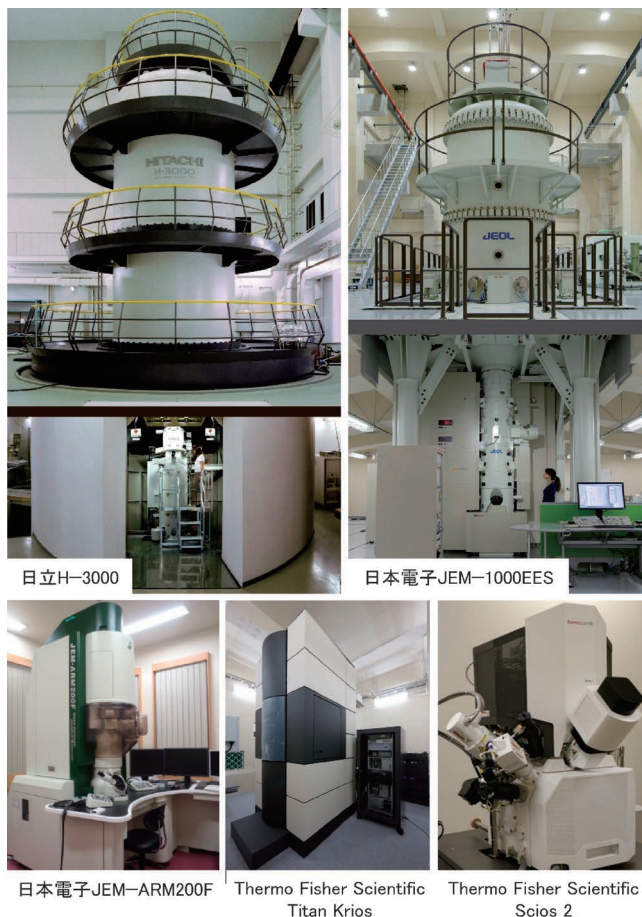 HITACHI
H-3000
JEOL
JEOL
日立H−3000
日本電子JEM−1000EES
JEM-ARM200F
日本電子JEM−ARM200F
Thermo Fisher Scientific
Titan Krios
Thermo Fisher Scientific
Scios 2